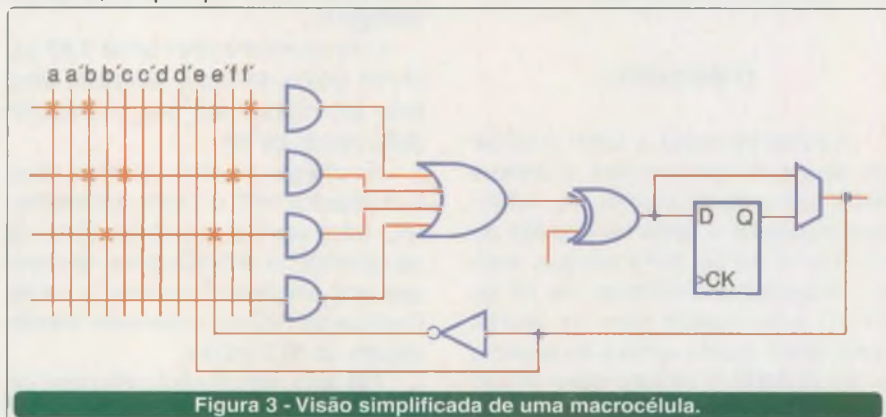 a a´b b´c c´d d´e e´f f´
D Q
>CK
Figura 3 - Visão simplificada de uma macrocélula.